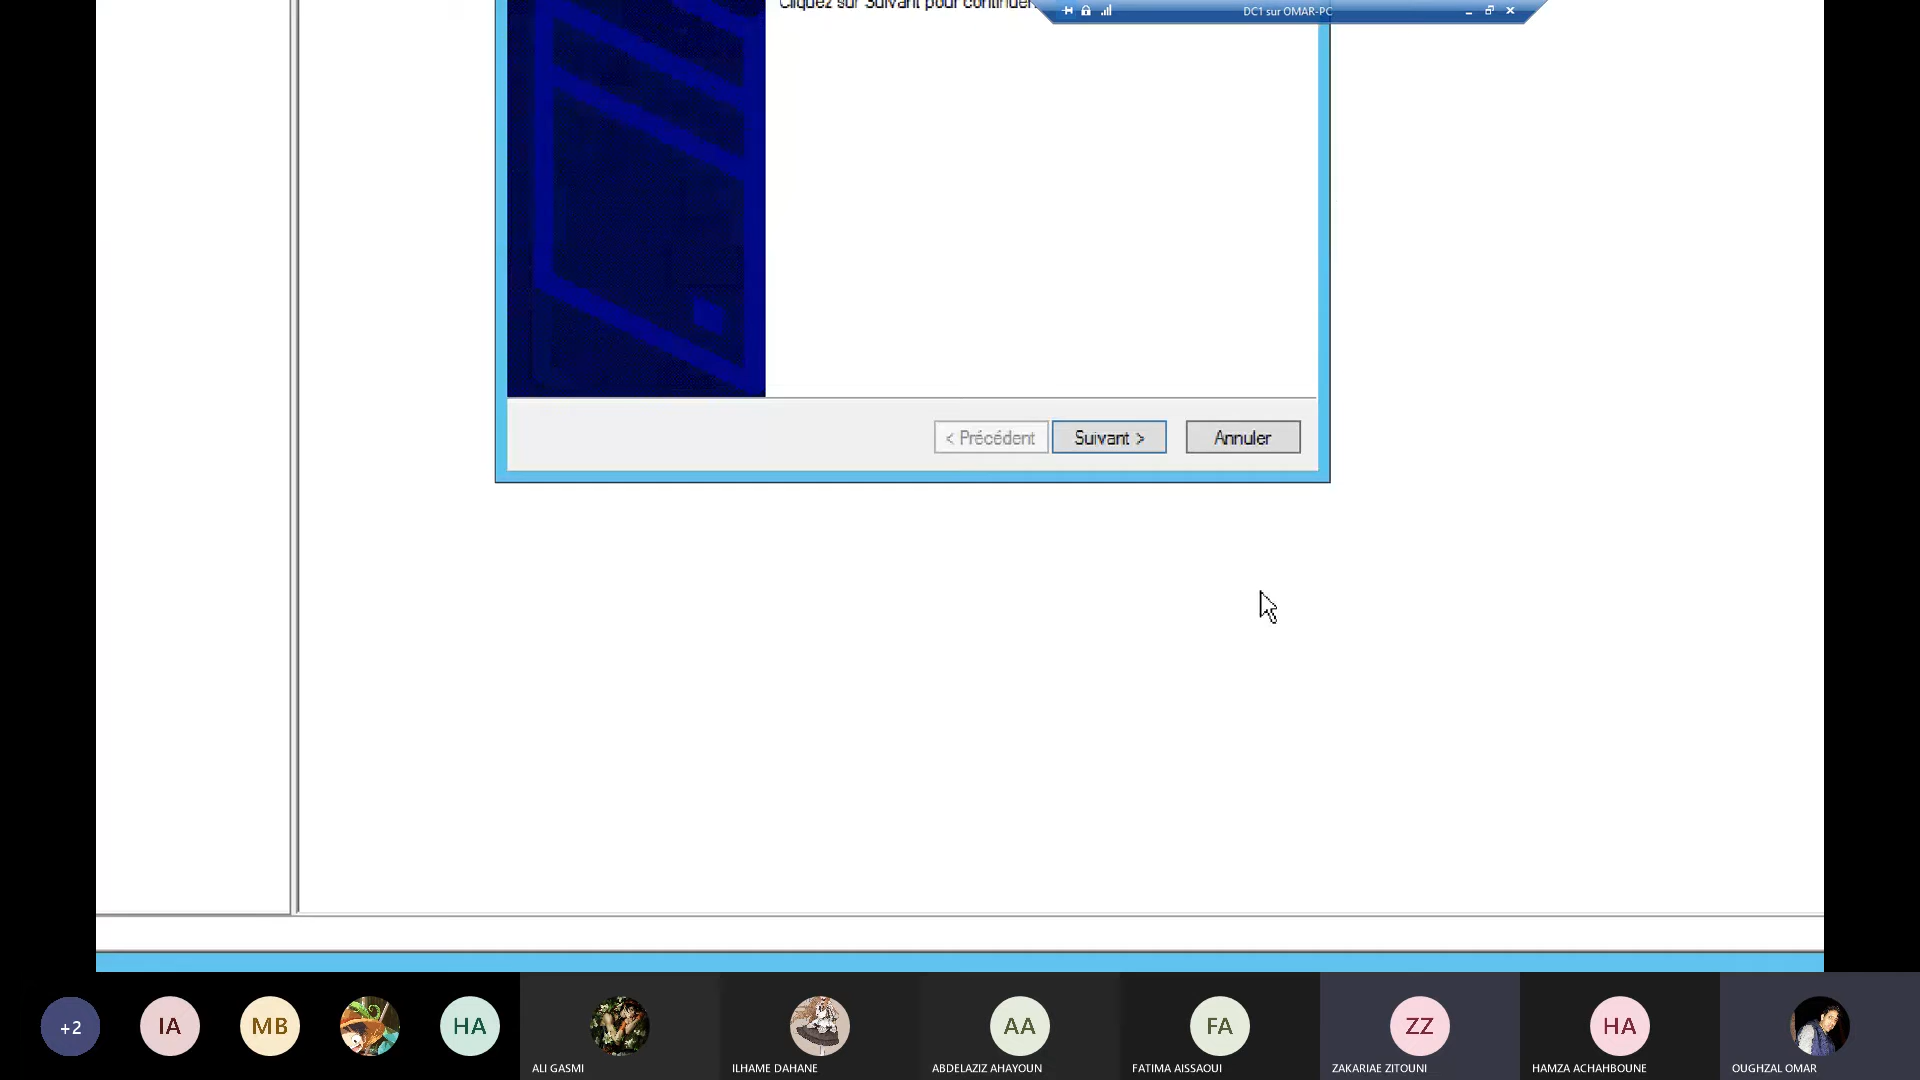 Cliquez sur Suivant pour continuer.
DC1 sur OMAR-PC
< Précédent
Suivant >
Annuler
+2
IA
MB
HA
AA
FA
ZZ
HA
ALI GASMI
ILHAME DAHANE
ABDELAZIZ AHAYOUN
FATIMA AISSAOUI
ZAKARIAE ZITOUNI
HAMZA ACHAHBOUNE
OUGHZAL OMAR